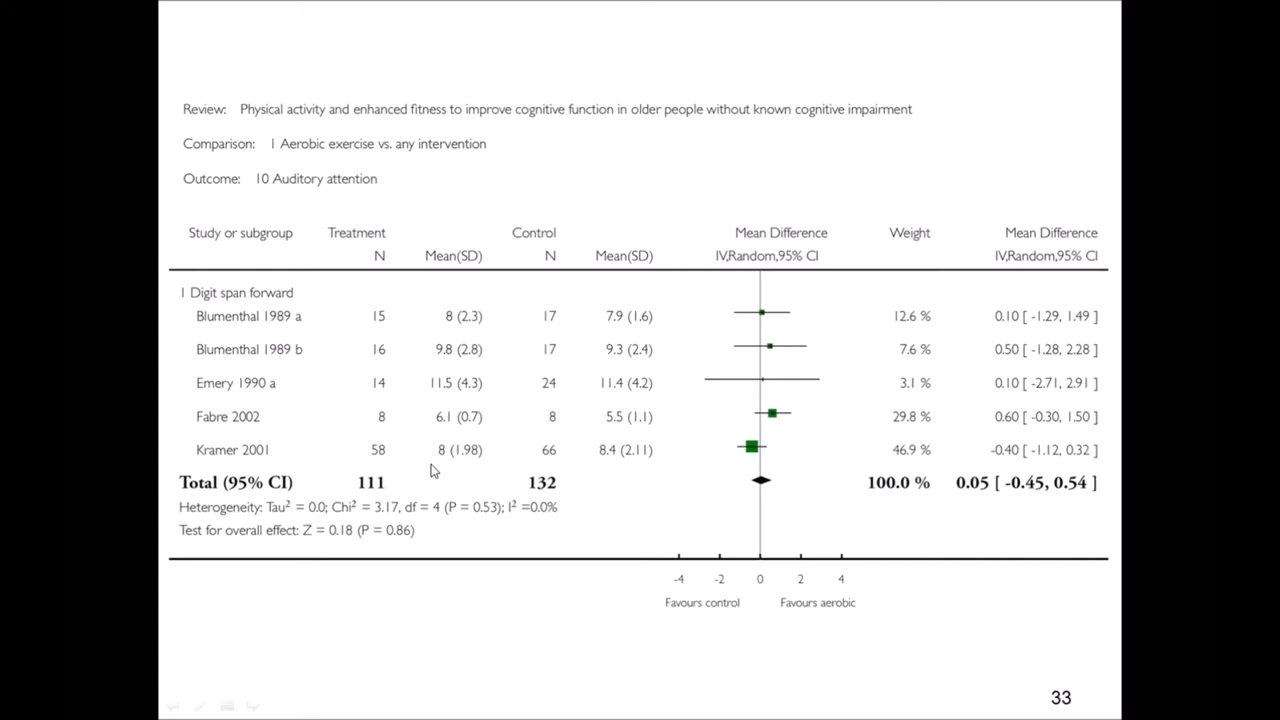 Review: Physical activity and enhanced fitness to improve cognitive function in older people without known cognitive impairment
Comparison: 1 Aerobic exercise vs. any intervention
Outcome: 10 Auditory attention
Study or subgroup Treatment Control Mean Difference Weight Mean Difference
N Mean(SD) N Mean(SD) IV,Random,95% CI IV,Random,95% CI
1 Digit span forward
Blumenthal 1989 a 15 8 (2.3) 17 7.9 (1.6) 12.6 % 0.10 [ -1.29, 1.49 ]
Blumenthal 1989 b 16 9.8 (2.8) 17 9.3 (2.4) 7.6 % 0.50 [ -1.28, 2.28 ]
Emery 1990 a 14 11.5 (4.3) 24 11.4 (4.2) 3.1 % 0.10 [ -2.71, 2.91 ]
Fabre 2002 8 6.1 (0.7) 8 5.5 (1.1) 29.8 % 0.60 [ -0.30, 1.50 ]
Kramer 2001 58 8 (1.98) 66 8.4 (2.11) 46.9 % -0.40 [ -1.12, 0.32 ]
Total (95% CI) 111 132 100.0 % 0.05 [ -0.45, 0.54 ]
Heterogeneity: Tau² = 0.0; Chi² = 3.17, df = 4 (P = 0.53); I² =0.0%
Test for overall effect: Z = 0.18 (P = 0.86)
-4 -2 0 2 4
Favours control Favours aerobic
33